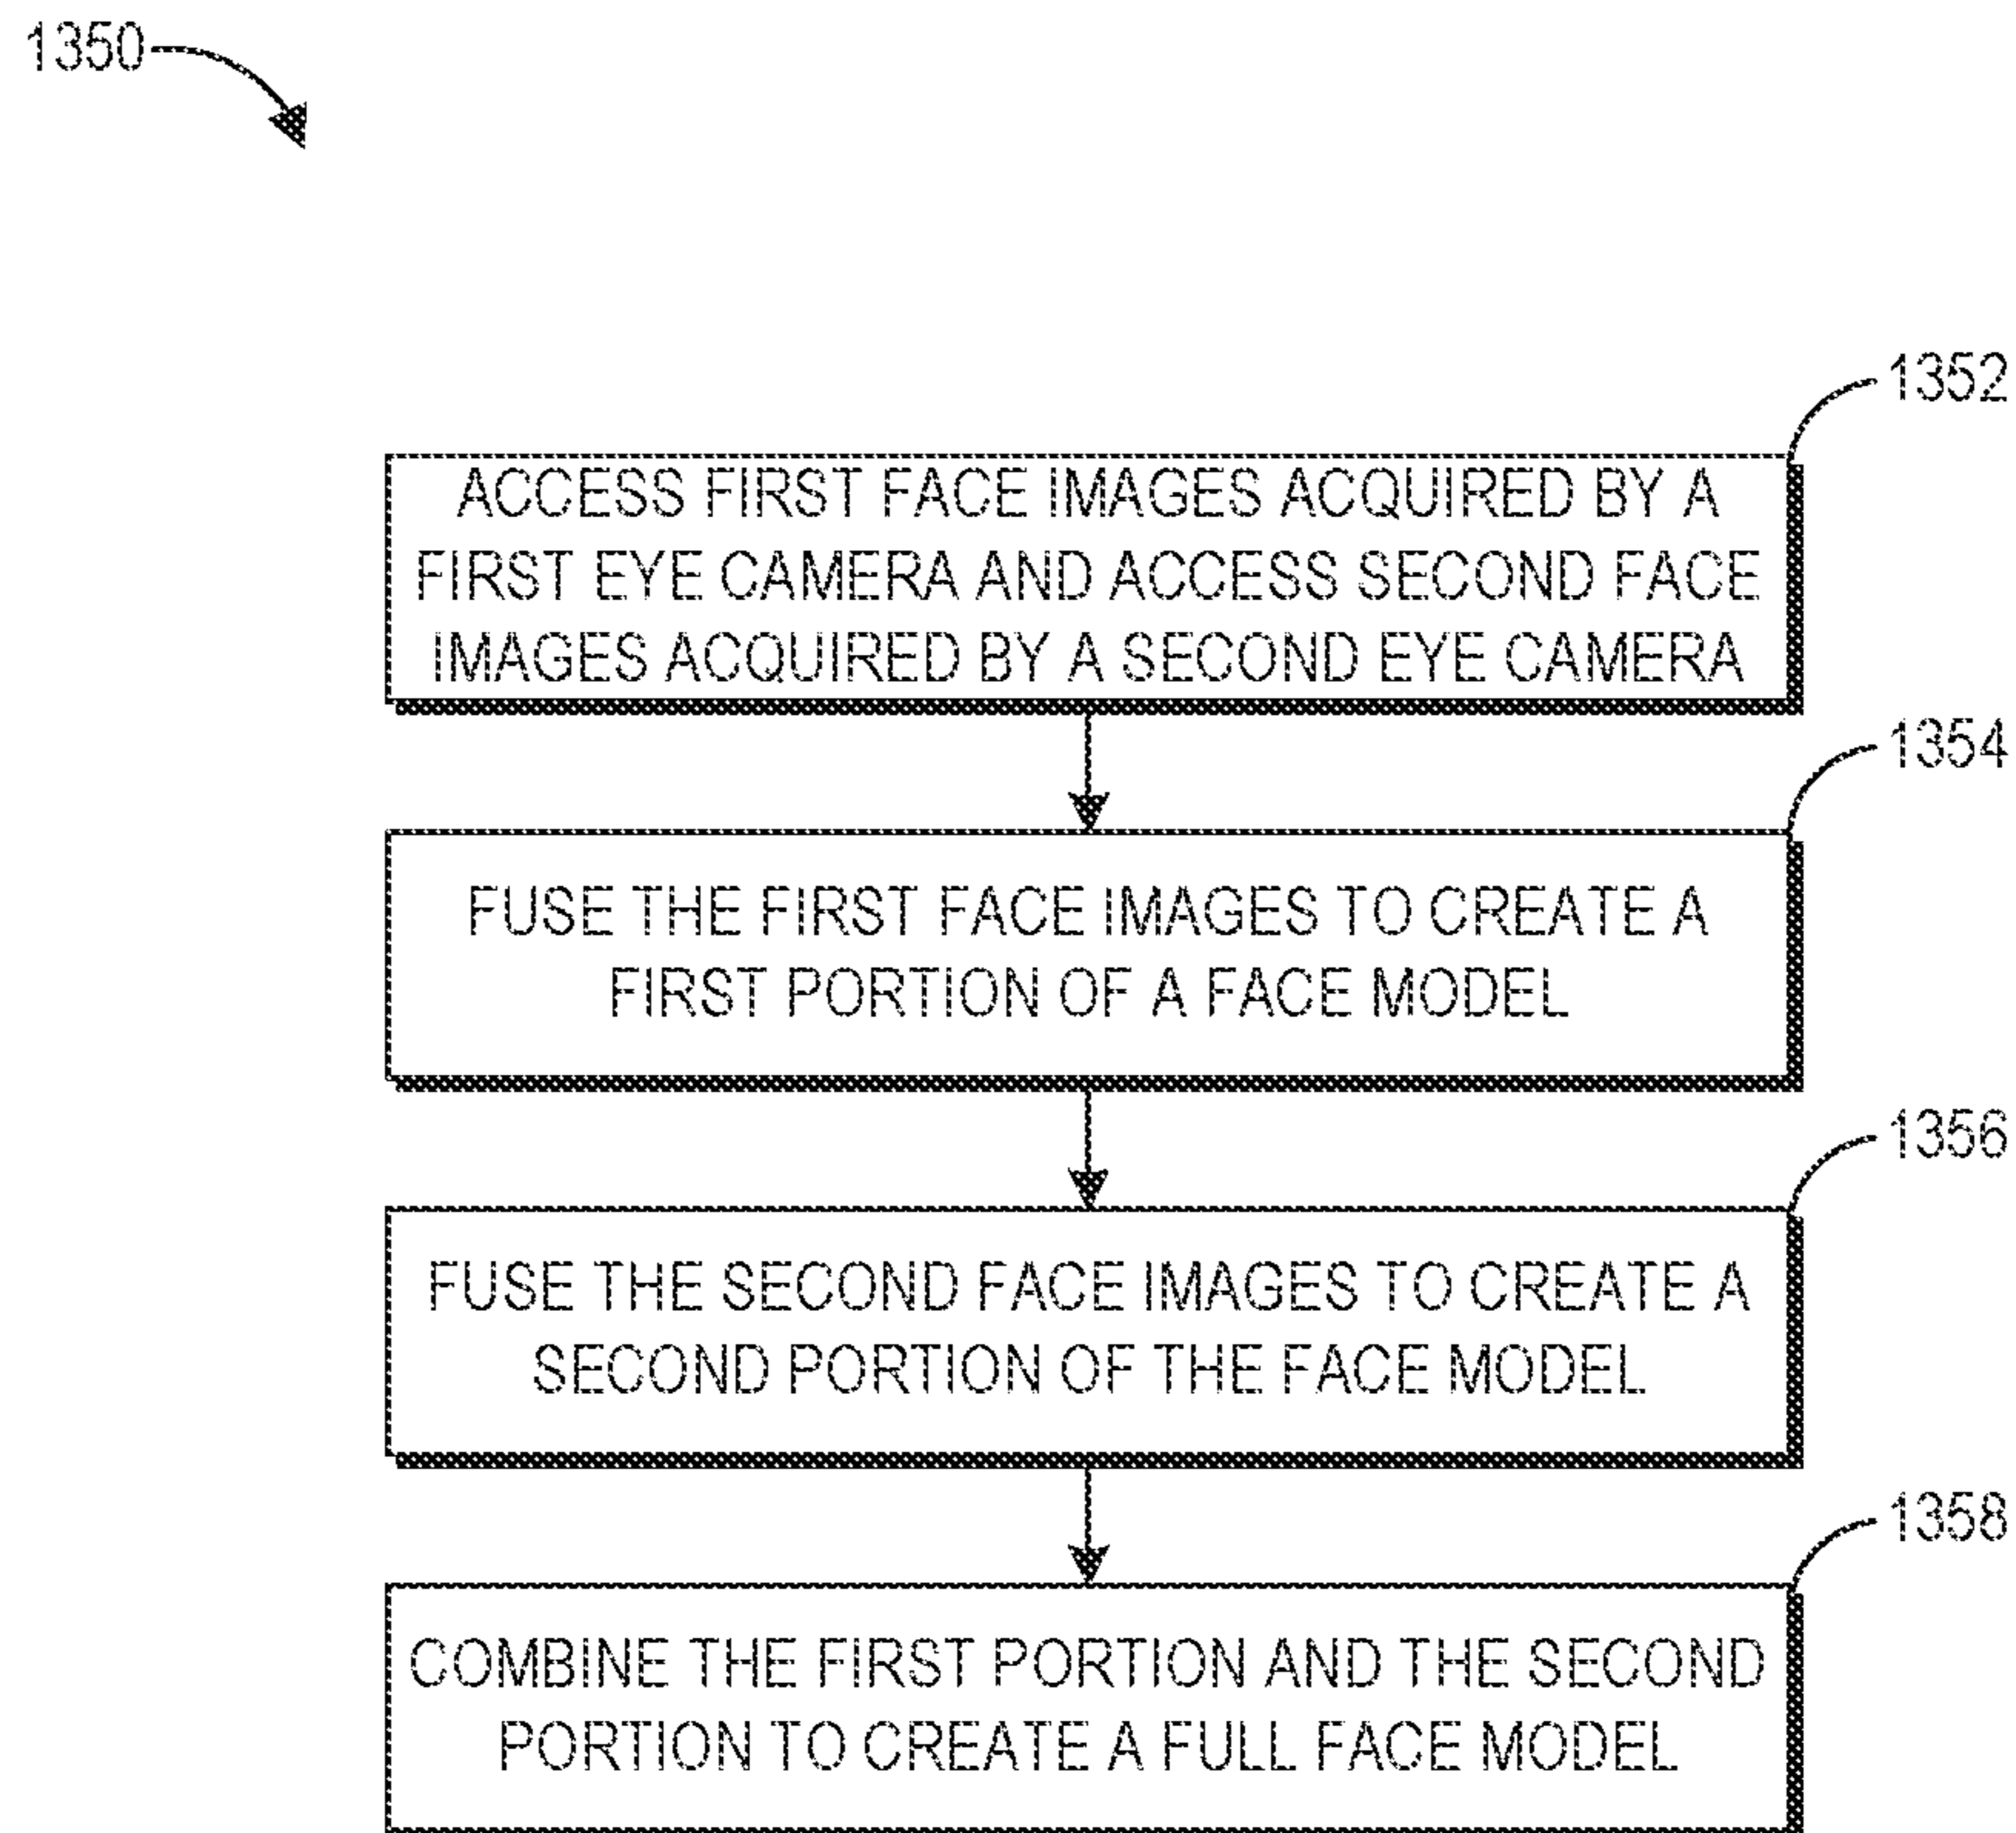 1350
1352
ACCESS FIRST FACE IMAGES ACQUIRED BY A
FIRST EYE CAMERA AND ACCESS SECOND FACE
IMAGES ACQUIRED BY A SECOND EYE CAMERA
1354
FUSE THE FIRST FACE IMAGES TO CREATE A
FIRST PORTION OF A FACE MODEL
1356
FUSE THE SECOND FACE IMAGES TO CREATE A
SECOND PORTION OF THE FACE MODEL
1358
COMBINE THE FIRST PORTION AND THE SECOND
PORTION TO CREATE A FULL FACE MODEL